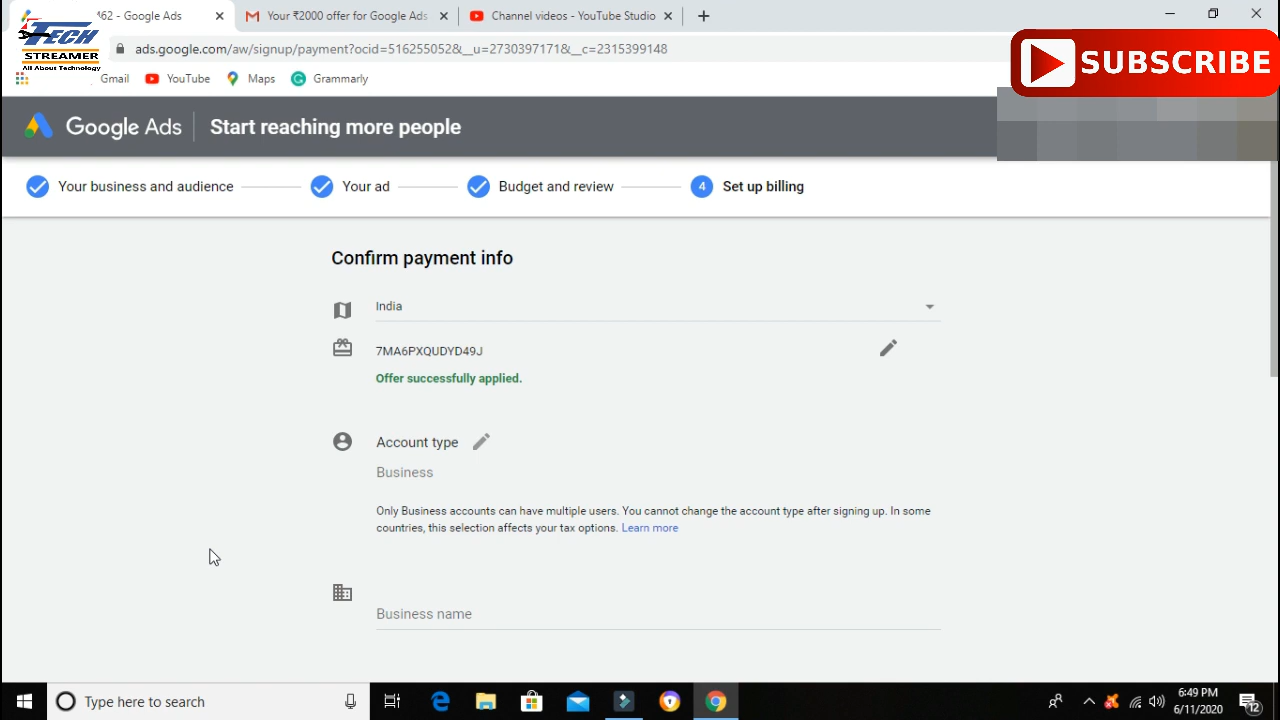 462 - Google Ads
Your ₹2000 offer for Google Ads
Channel videos - YouTube Studio
TECH
STREAMER
All About Technology
ads.google.com/aw/signup/payment?ocid=516255052&__u=27303971718&__c=2315399148
SUBSCRIBE
Gmail
YouTube
Maps
Grammarly
Google Ads
Start reaching more people
Your business and audience
Your ad
Budget and review
4
Set up billing
Confirm payment info
India
7MA6PXQUDYD49J
Offer successfully applied.
Account type
Business
Only Business accounts can have multiple users. You cannot change the account type after signing up. In some
countries, this selection affects your tax options. Learn more
Business name
Type here to search
6:49 PM
6/11/2020
12